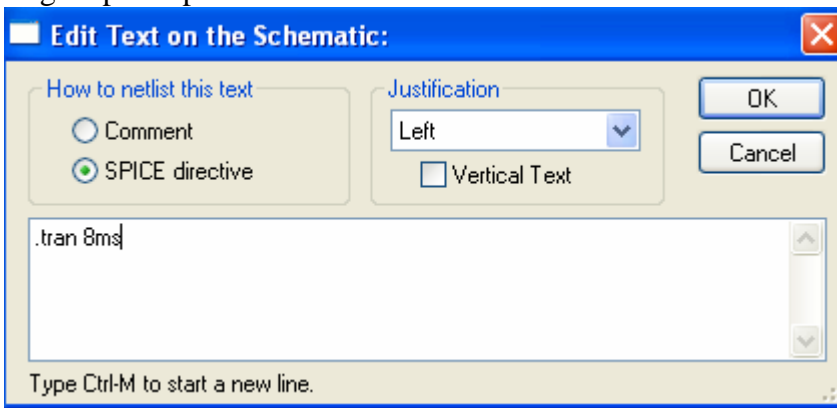 Edit Text on the Schematic:
How to netlist this text
Justification
OK
Comment
Left
SPICE directive
Vertical Text
Cancel
.tran 8ms
Type Ctrl-M to start a new line.